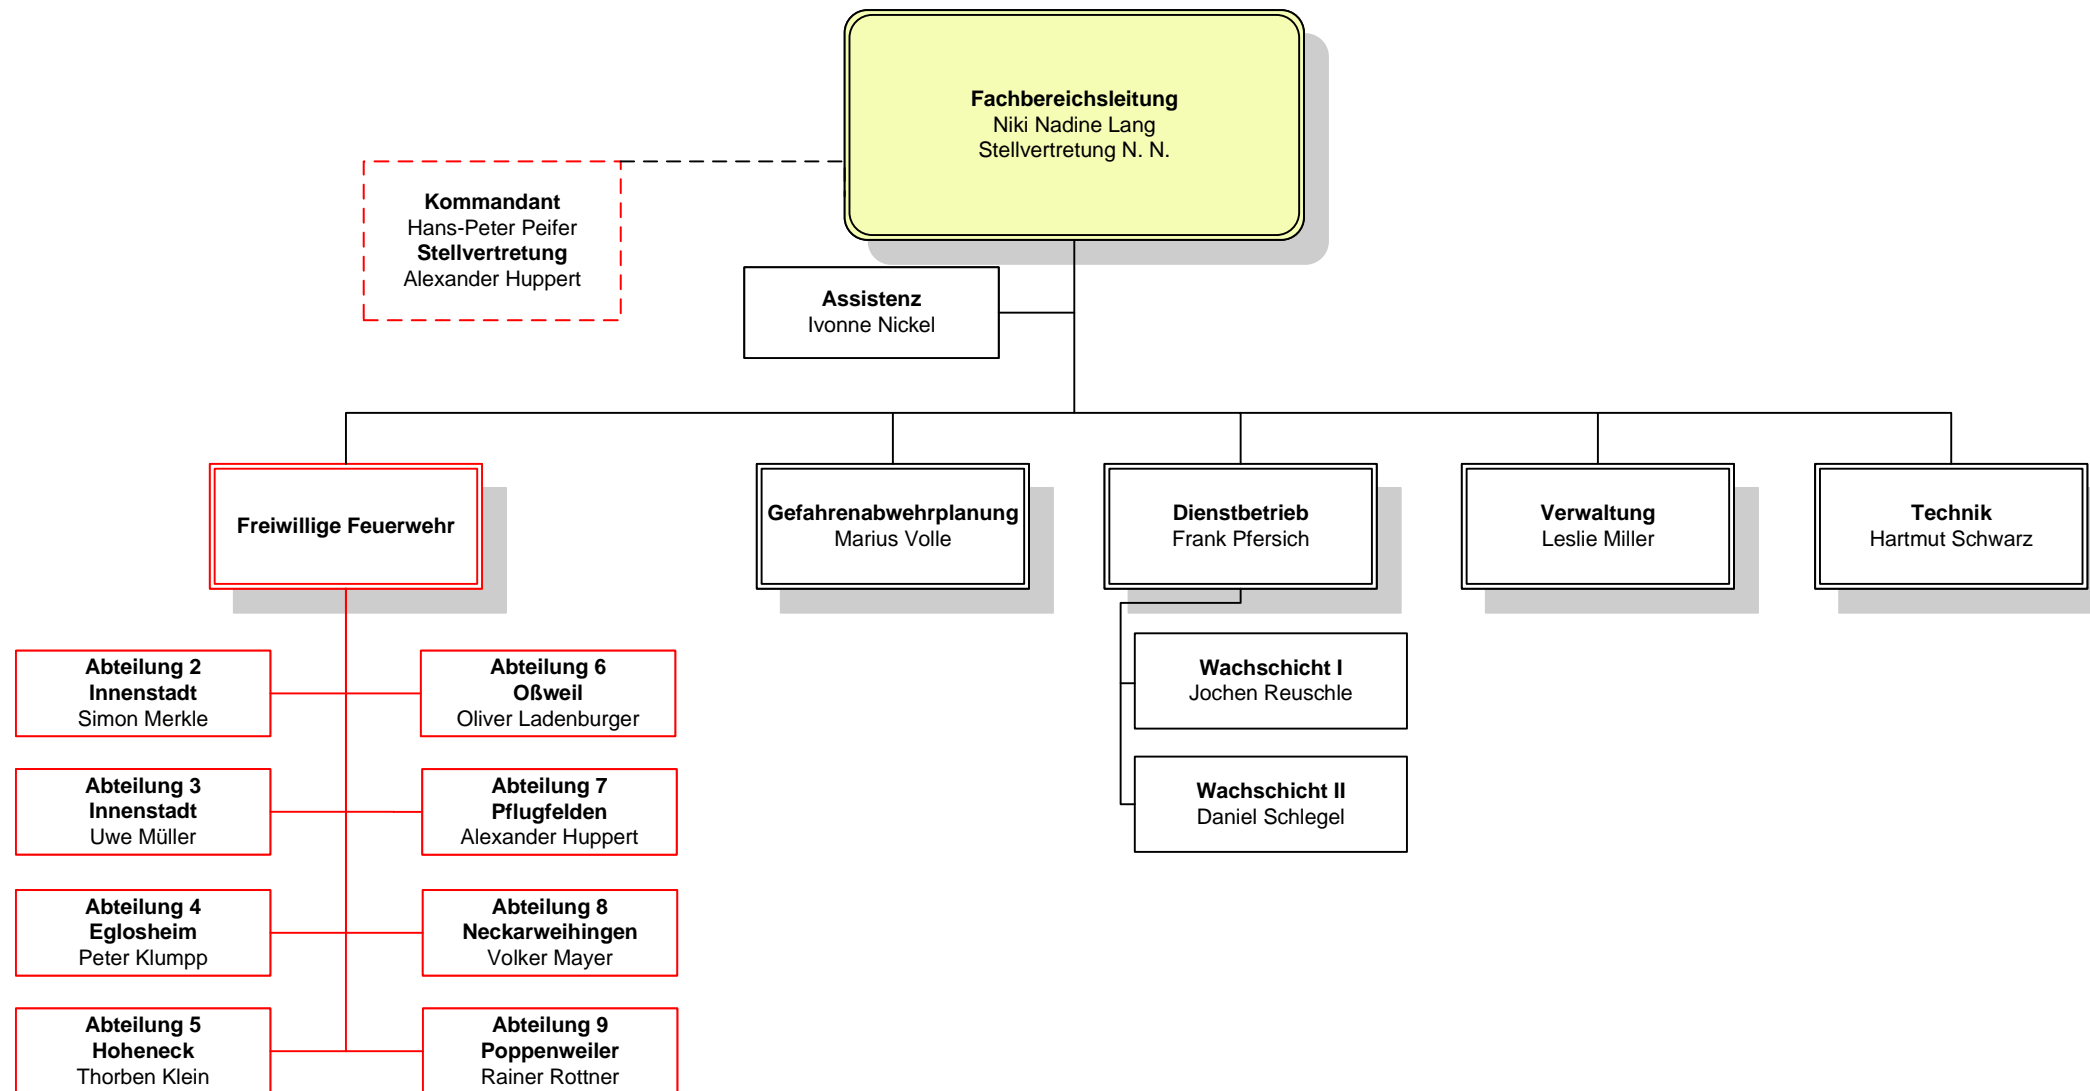 Fachbereichsleitung
Niki Nadine Lang
Stellvertretung N. N.
Kommandant
Hans-Peter Peifer
Stellvertretung
Alexander Huppert
Assistenz
Ivonne Nickel
Freiwillige Feuerwehr
Gefahrenabwehrplanung
Marius Volle
Dienstbetrieb
Frank Pfersich
Verwaltung
Leslie Miller
Technik
Hartmut Schwarz
Abteilung 2
Innenstadt
Simon Merkle
Abteilung 6
Oßweil
Oliver Ladenburger
Wachschicht I
Jochen Reuschle
Abteilung 3
Innenstadt
Uwe Müller
Abteilung 7
Pflugfelden
Alexander Huppert
Wachschicht II
Daniel Schlegel
Abteilung 4
Eglosheim
Peter Klumpp
Abteilung 8
Neckarweihingen
Volker Mayer
Abteilung 5
Hoheneck
Thorben Klein
Abteilung 9
Poppenweiler
Rainer Rottner